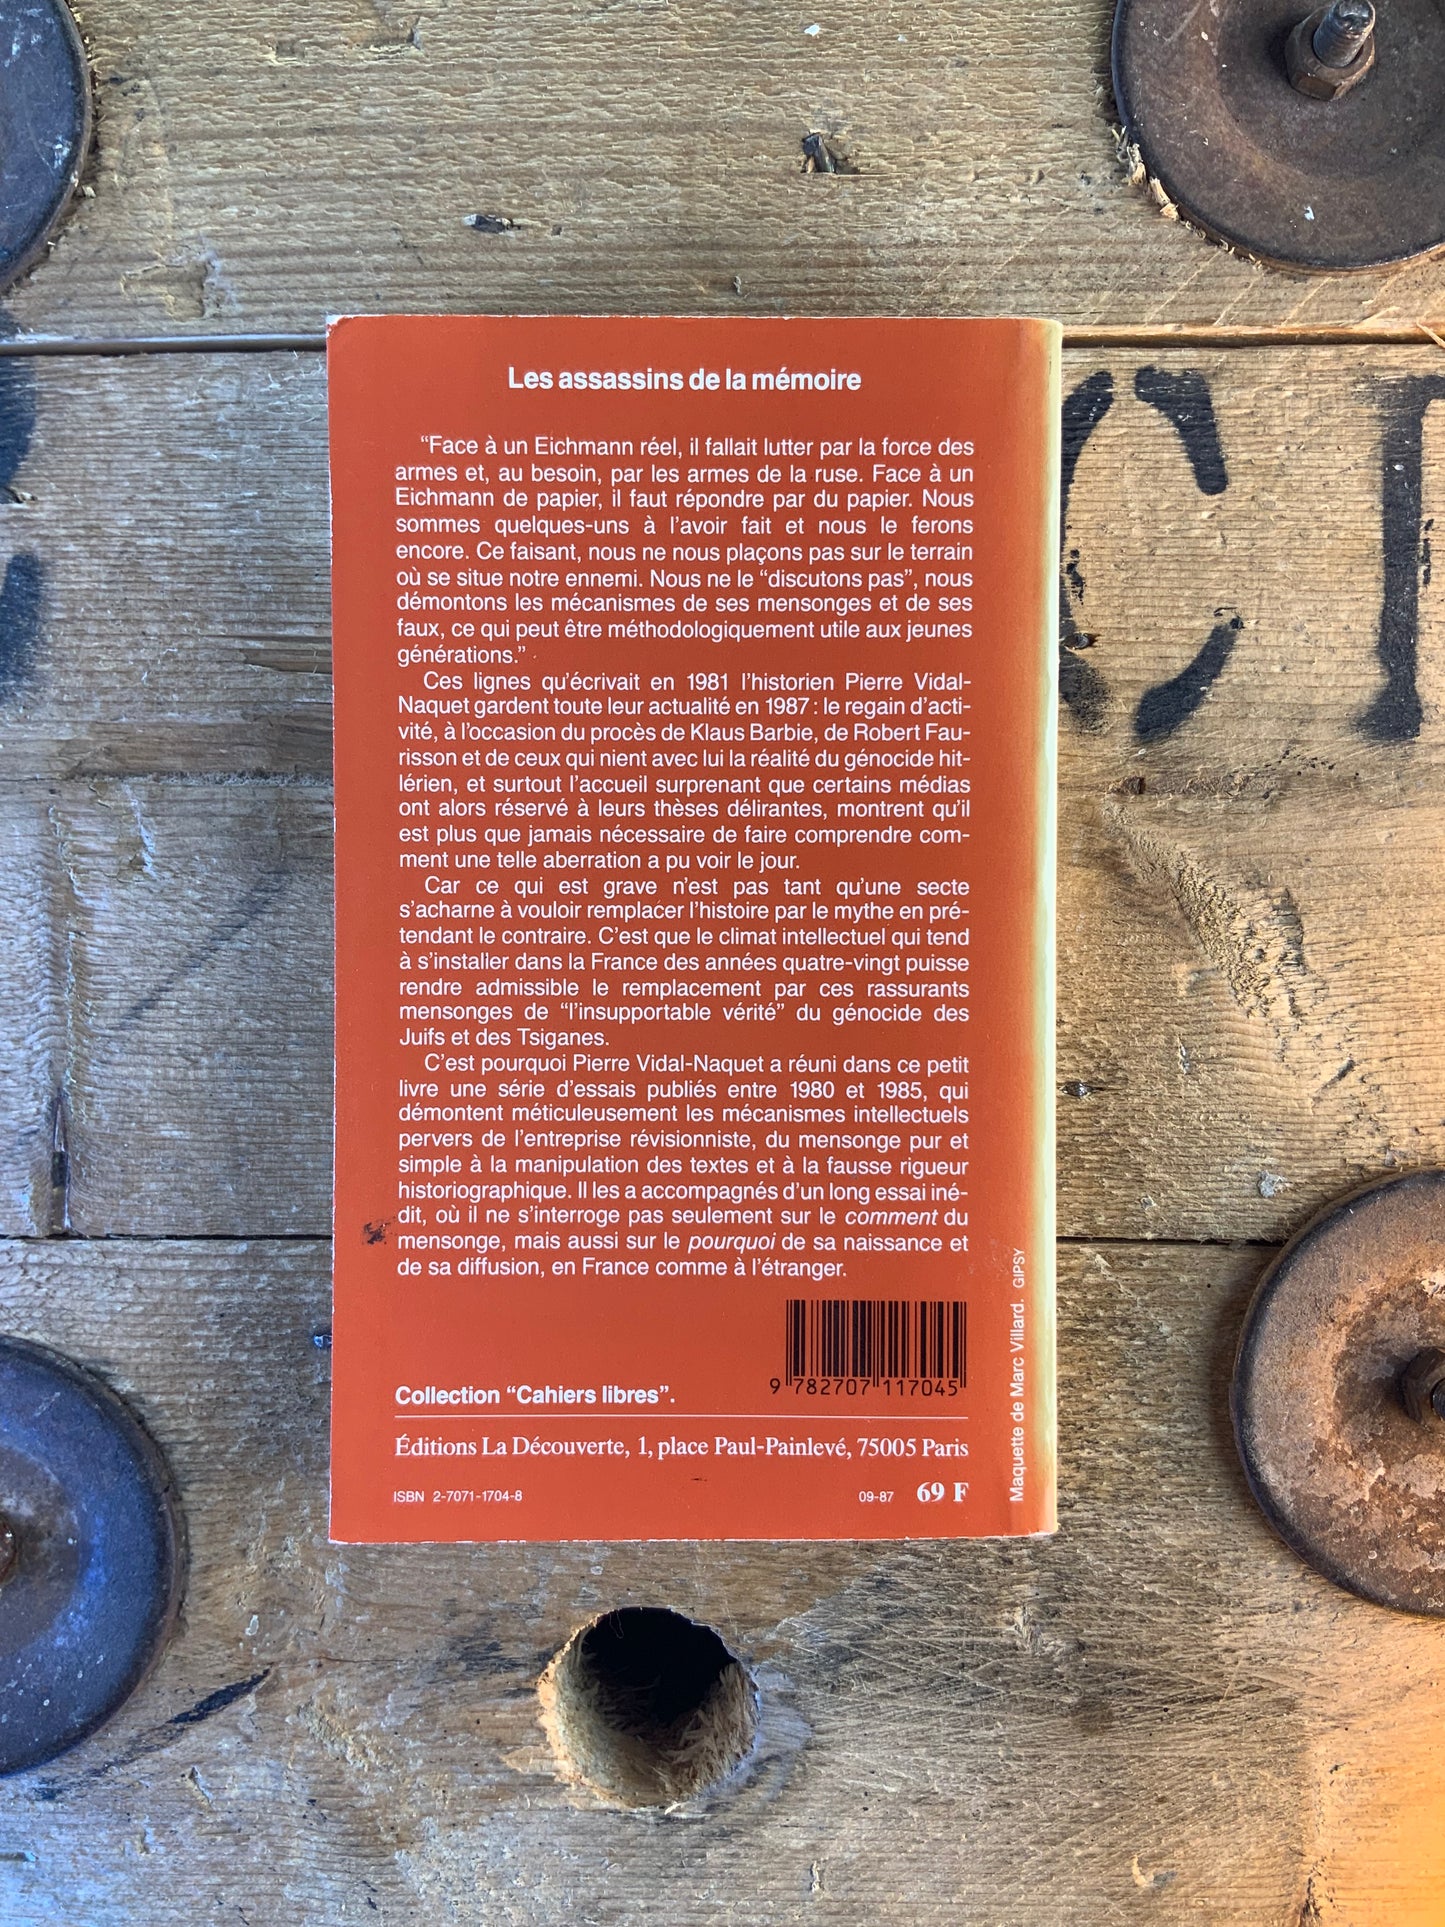 Les assassins de la mémoire
“Face à un Eichmann réel, il fallait lutter par la force des
armes et, au besoin, par les armes de la ruse. Face à un
Eichmann de papier, il faut répondre par du papier. Nous
sommes quelques-uns à l’avoir fait et nous le ferons
encore. Ce faisant, nous ne nous plaçons pas sur le terrain
où se situe notre ennemi. Nous ne le “discutons pas”, nous
démontons les mécanismes de ses mensonges et de ses
faux, ce qui peut être méthodologiquement utile aux jeunes
générations.”
Ces lignes qu’écrivait en 1981 l’historien Pierre Vidal-
Naquet gardent toute leur actualité en 1987 : le regain d’acti-
vité, à l’occasion du procès de Klaus Barbie, de Robert Fau-
risson et de ceux qui nient avec lui la réalité du génocide hit-
lérien, et surtout l’accueil surprenant que certains médias
ont alors réservé à leurs thèses délirantes, montrent qu’il
est plus que jamais nécessaire de faire comprendre com-
ment une telle aberration a pu voir le jour.
Car ce qui est grave n’est pas tant qu’une secte
s’acharne à vouloir remplacer l’histoire par le mythe en pré-
tendant le contraire. C’est que le climat intellectuel qui tend
à s’installer dans la France des années quatre-vingt puisse
rendre admissible le remplacement par ces rassurants
mensonges de “l’insupportable vérité” du génocide des
Juifs et des Tsiganes.
C’est pourquoi Pierre Vidal-Naquet a réuni dans ce petit
livre une série d’essais publiés entre 1980 et 1985, qui
démontent méticuleusement les mécanismes intellectuels
pervers de l’entreprise révisionniste, du mensonge pur et
simple à la manipulation des textes et à la fausse rigueur
historiographique. Il les a accompagnés d’un long essai iné-
dit, où il ne s’interroge pas seulement sur le comment du
mensonge, mais aussi sur le pourquoi de sa naissance et
de sa diffusion, en France comme à l’étranger.
9 782707 117045
Collection “Cahiers libres”.
Éditions La Découverte, 1, place Paul-Painlevé, 75005 Paris
ISBN 2-7071-1704-8 09-87 69 F
Maquette de Marc Villard. GIPSY